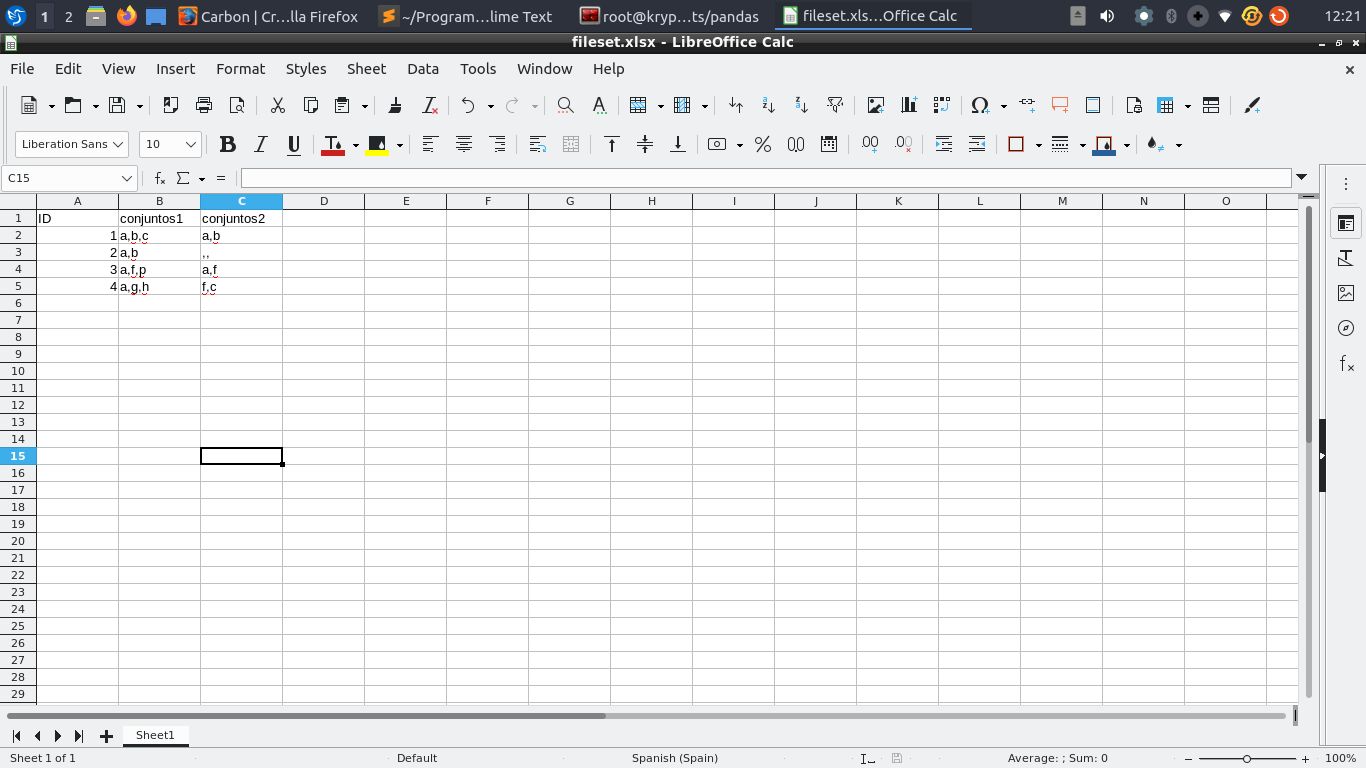 1 2 Carbon | Cr...lla Firefox ~/Program...lime Text root@kryp...ts/pandas fileset.xls...Office Calc 12:21
fileset.xlsx - LibreOffice Calc
File Edit View Insert Format Styles Sheet Data Tools Window Help
Liberation Sans 10 B I U
C15
A B C D E F G H I J K L M N O
1 ID conjuntos1 conjuntos2
2 1 a,b,c a,b
3 2 a,b ,,
4 3 a,f,p a,f
5 4 a,g,h f,c
6
7
8
9
10
11
12
13
14
15
16
17
18
19
20
21
22
23
24
25
26
27
28
29
Sheet1
Sheet 1 of 1 Default Spanish (Spain) Average: ; Sum: 0 100%